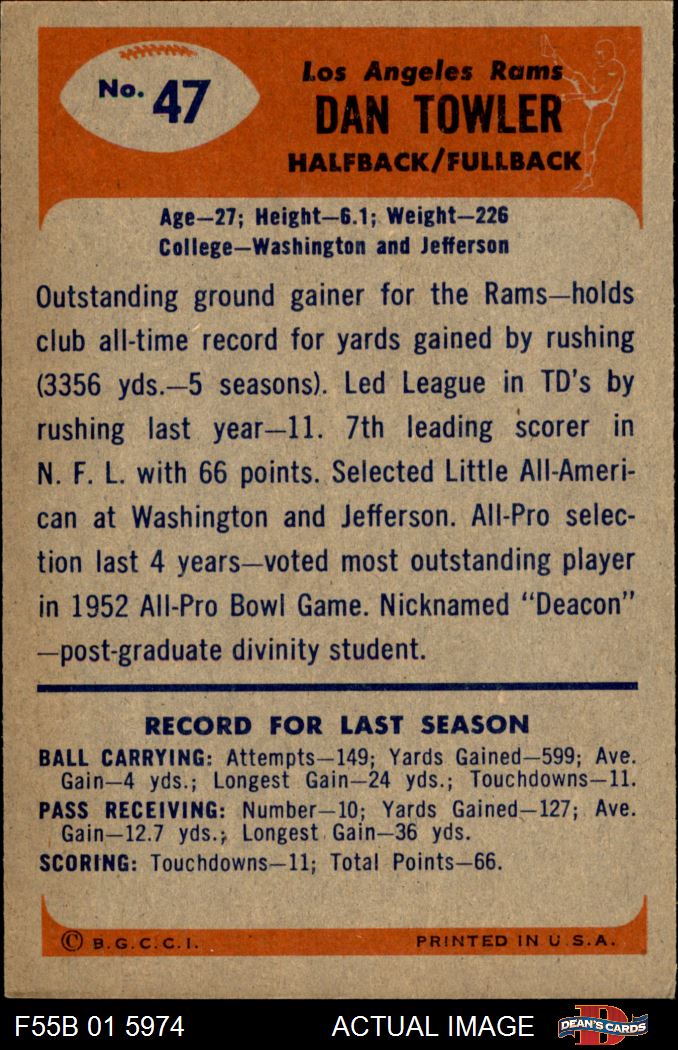 No. 47
Los Angeles Rams
DAN TOWLER
HALFBACK/FULLBACK
Age—27; Height—6.1; Weight—226
College—Washington and Jefferson
Outstanding ground gainer for the Rams—holds
club all-time record for yards gained by rushing
(3356 yds.—5 seasons). Led League in TD's by
rushing last year—11. 7th leading scorer in
N. F. L. with 66 points. Selected Little All-Ameri-
can at Washington and Jefferson. All-Pro selec-
tion last 4 years—voted most outstanding player
in 1952 All-Pro Bowl Game. Nicknamed “Deacon”
—post-graduate divinity student.
RECORD FOR LAST SEASON
BALL CARRYING: Attempts—149; Yards Gained—599; Ave.
Gain—4 yds.; Longest Gain—24 yds.; Touchdowns—11.
PASS RECEIVING: Number—10; Yards Gained—127; Ave.
Gain—12.7 yds.; Longest Gain—36 yds.
SCORING: Touchdowns—11; Total Points—66.
© B.G.C.C.I. PRINTED IN U.S.A.
F55B 01 5974 ACTUAL IMAGE D DEAN'S CARDS